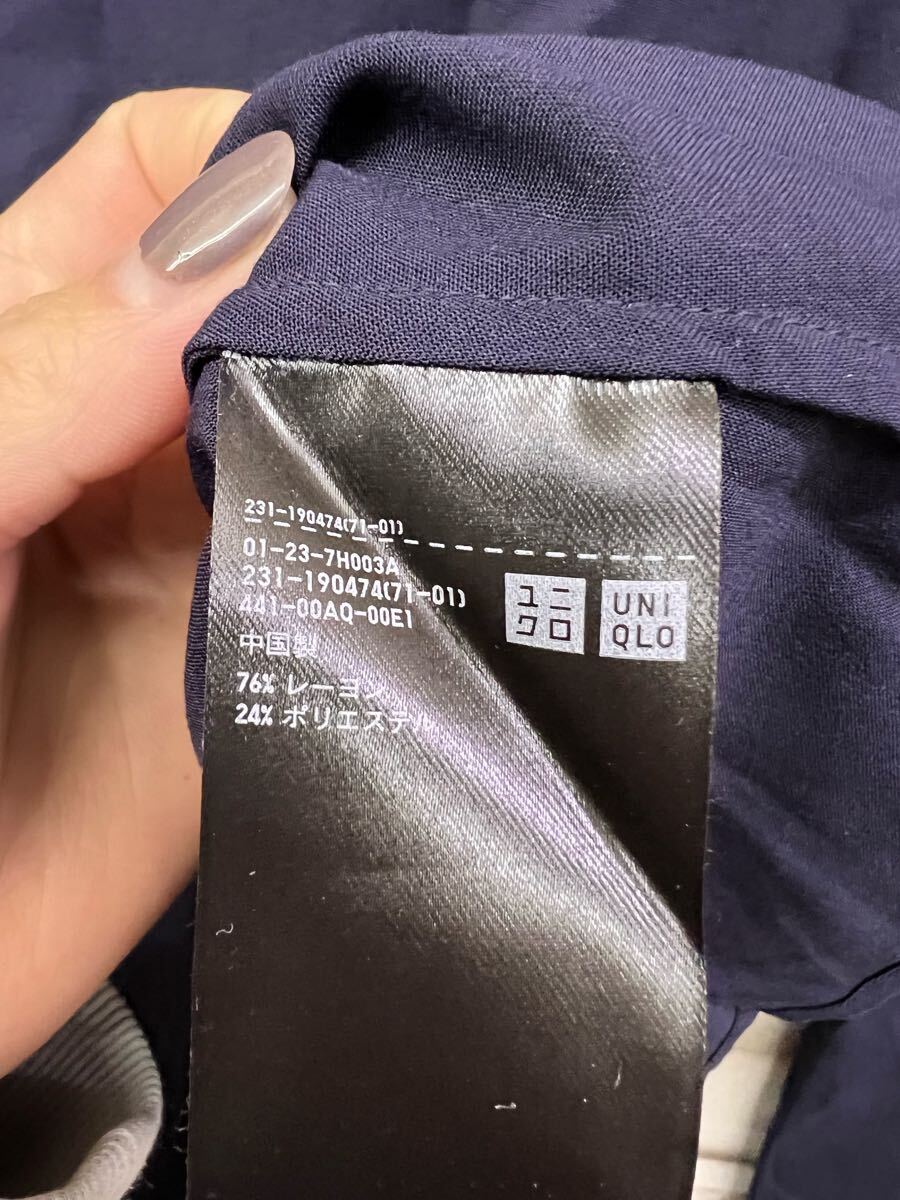 231-190474(71-01)
01-23-7H003A
231-190474(71-01)
441-00AQ-00E1
中国製
76% レーヨン
24% ポリエステル
ユニ
クロ
UNI
QLO